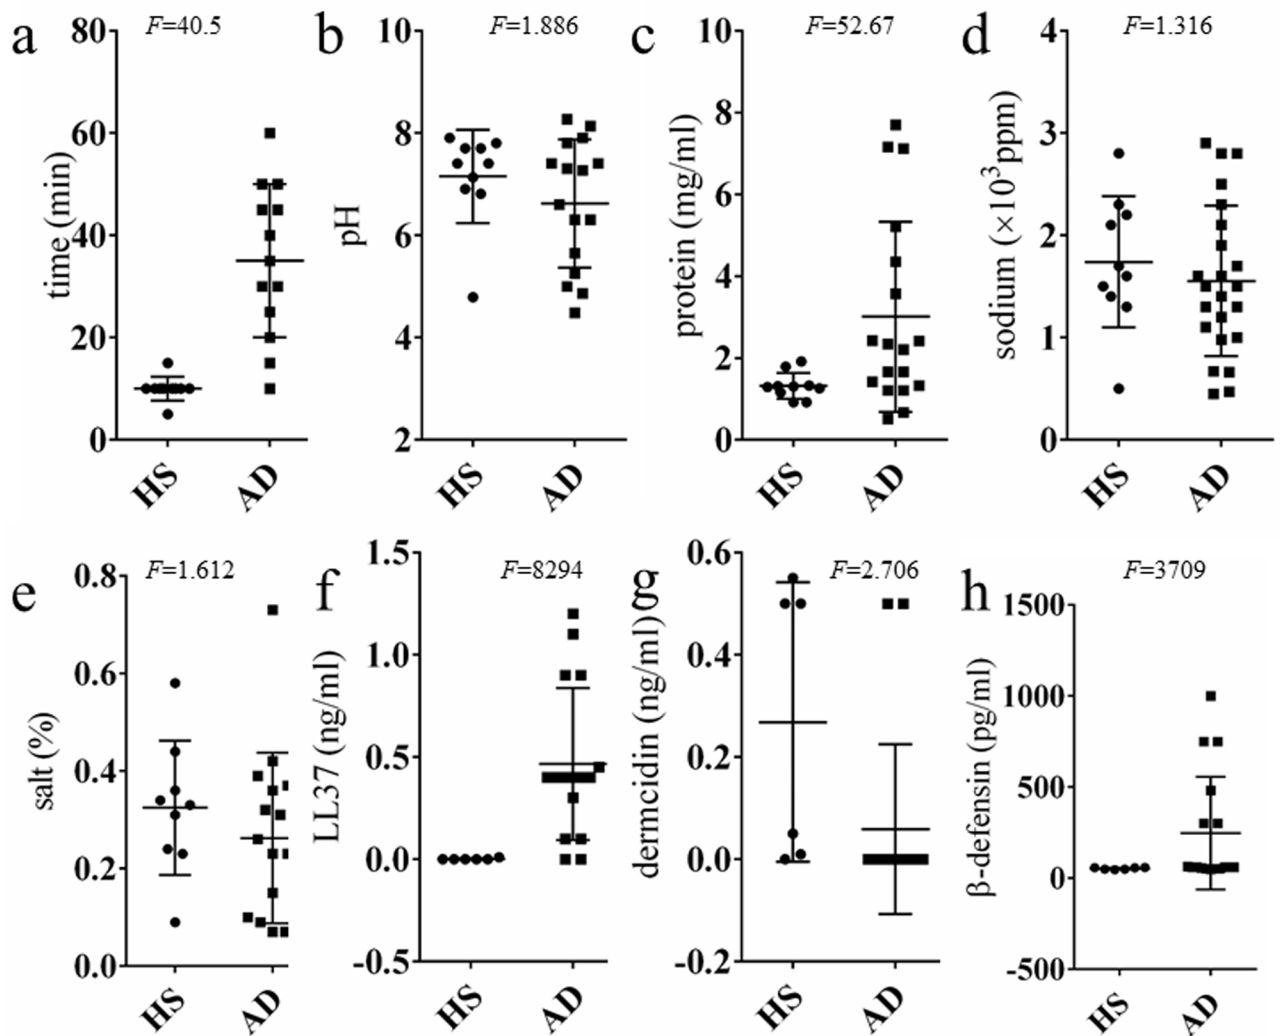 a
F=40.5
80
60
40
20
0
time (min)
HS
AD
b
F=1.886
10
8
6
4
2
pH
HS
AD
c
F=52.67
10
8
6
4
2
0
protein (mg/ml)
HS
AD
d
F=1.316
4
3
2
1
0
sodium (×10³ppm)
HS
AD
e
F=1.612
0.8
0.6
0.4
0.2
0.0
salt (%)
HS
AD
f
F=8294
1.5
1.0
0.5
0.0
-0.5
LL37 (ng/ml)
HS
AD
g
F=2.706
0.6
0.4
0.2
0.0
-0.2
dermcidin (ng/ml)
HS
AD
h
F=3709
1500
1000
500
0
-500
β-defensin (pg/ml)
HS
AD